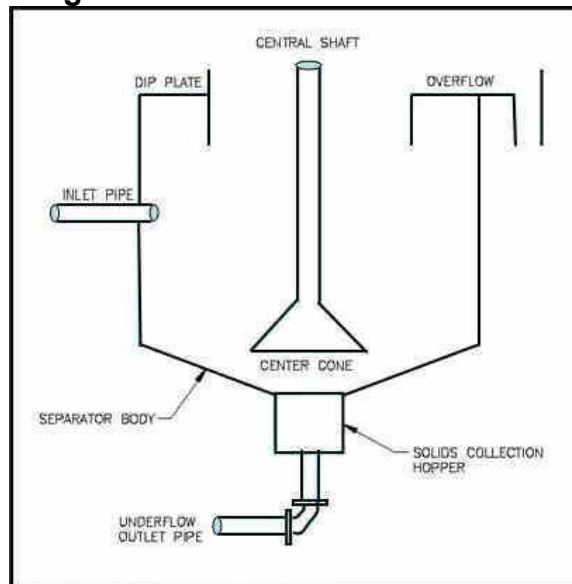 CENTRAL SHAFT
DIP PLATE
OVERFLOW
INLET PIPE
CENTER CONE
SEPARATOR BODY
SOLIDS COLLECTION
HOPPER
UNDERFLOW
OUTLET PIPE